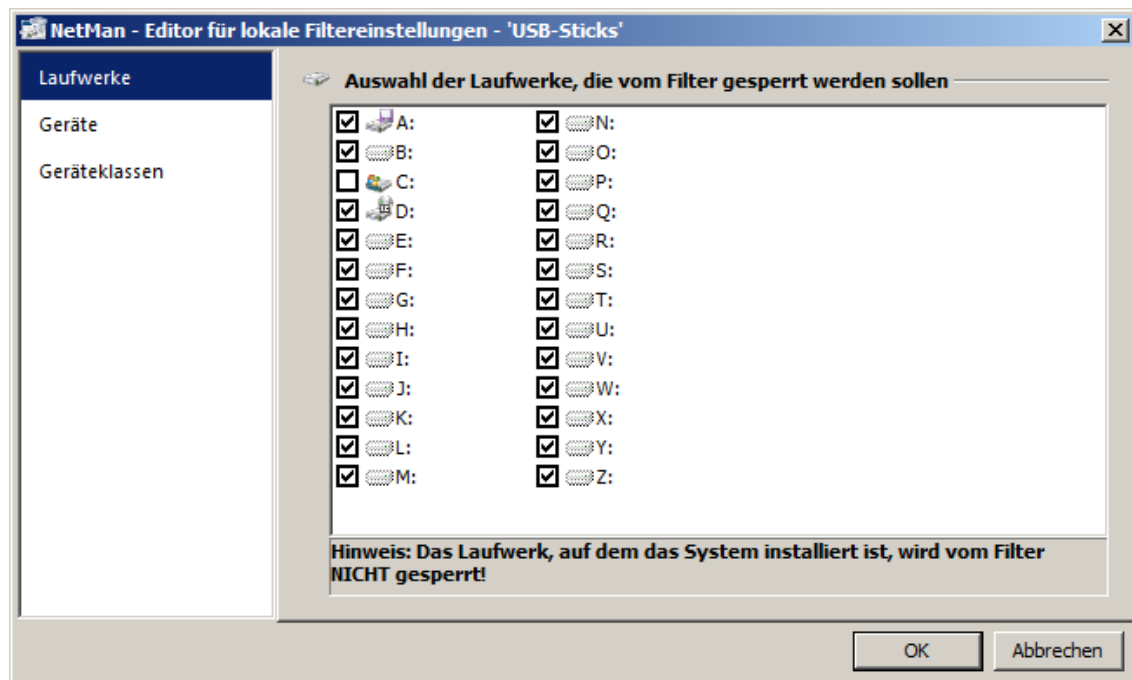 NetMan - Editor für lokale Filtereinstellungen - 'USB-Sticks'
Laufwerke
Geräte
Geräteklassen
Auswahl der Laufwerke, die vom Filter gesperrt werden sollen
A:
B:
C:
D:
E:
F:
G:
H:
I:
J:
K:
L:
M:
N:
O:
P:
Q:
R:
S:
T:
U:
V:
W:
X:
Y:
Z:
Hinweis: Das Laufwerk, auf dem das System installiert ist, wird vom Filter
NICHT gesperrt!
OK
Abbrechen